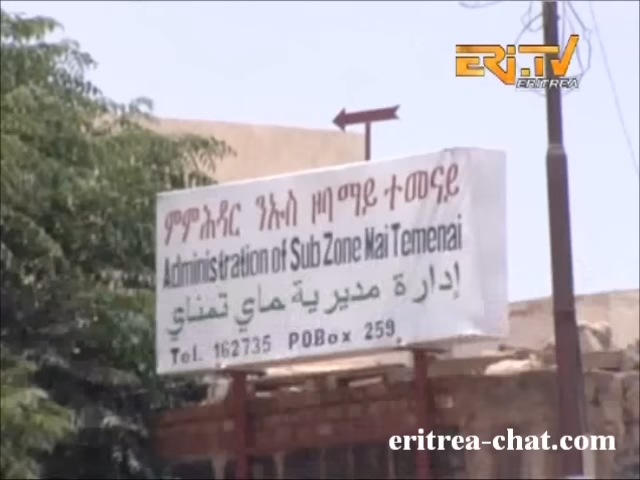 ERi.TV
ERITREA
ምምሕዳር ንኡስ ዞባ ማይ ተመናይ
Administration of Sub Zone Mai Temenai
إدارة مديرية ماي تمناي
Tel. 162735 POBox 259
eritrea-chat.com